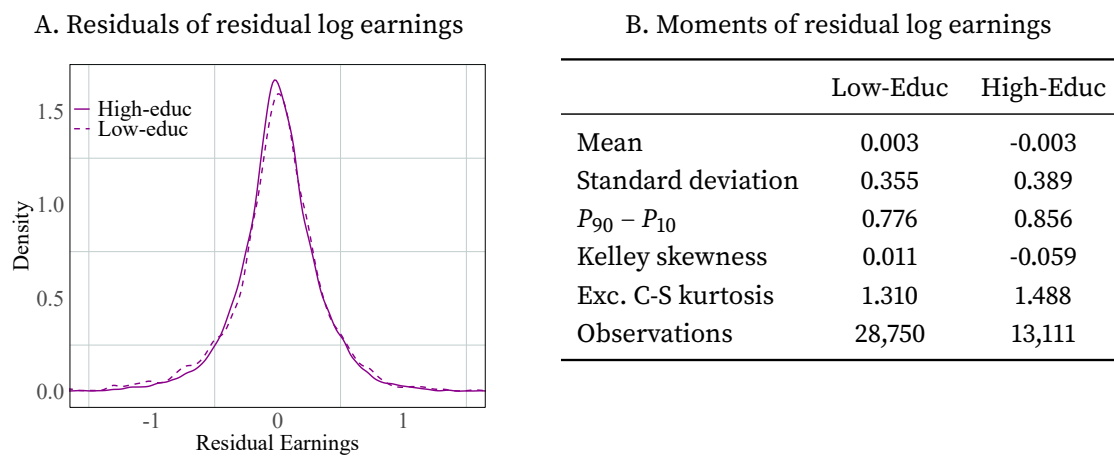 A. Residuals of residual log earnings
1.5
1.0
0.5
0.0
Density
High-educ
Low-educ
-1 0 1
Residual Earnings
B. Moments of residual log earnings
Low-Educ High-Educ
Mean 0.003 -0.003
Standard deviation 0.355 0.389
P90 – P10 0.776 0.856
Kelley skewness 0.011 -0.059
Exc. C-S kurtosis 1.310 1.488
Observations 28,750 13,111